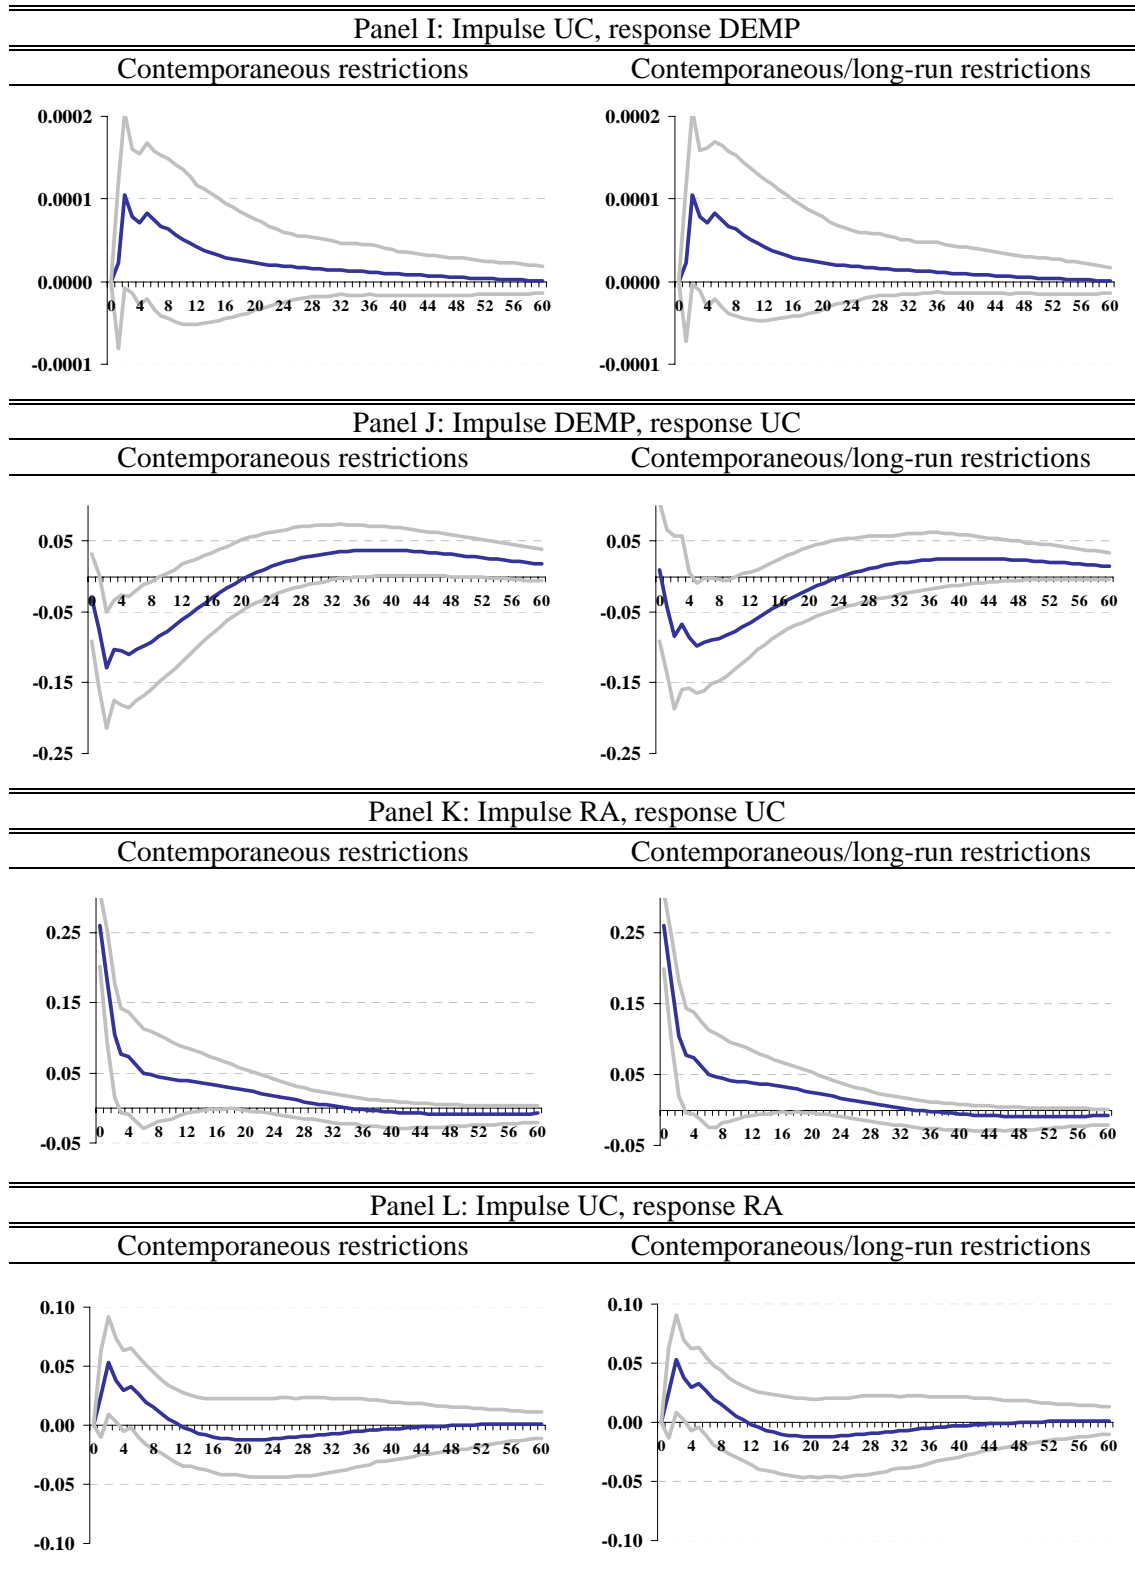 Panel I: Impulse UC, response DEMP
Contemporaneous restrictions Contemporaneous/long-run restrictions
0.0002
0.0001
0.0000
-0.0001
0 4 8 12 16 20 24 28 32 36 40 44 48 52 56 60
0.0002
0.0001
0.0000
-0.0001
0 4 8 12 16 20 24 28 32 36 40 44 48 52 56 60
Panel J: Impulse DEMP, response UC
Contemporaneous restrictions Contemporaneous/long-run restrictions
0.05
-0.05
-0.15
-0.25
0 4 8 12 16 20 24 28 32 36 40 44 48 52 56 60
0.05
-0.05
-0.15
-0.25
0 4 8 12 16 20 24 28 32 36 40 44 48 52 56 60
Panel K: Impulse RA, response UC
Contemporaneous restrictions Contemporaneous/long-run restrictions
0.25
0.15
0.05
-0.05
0 4 8 12 16 20 24 28 32 36 40 44 48 52 56 60
0.25
0.15
0.05
-0.05
0 4 8 12 16 20 24 28 32 36 40 44 48 52 56 60
Panel L: Impulse UC, response RA
Contemporaneous restrictions Contemporaneous/long-run restrictions
0.10
0.05
0.00
-0.05
-0.10
0 4 8 12 16 20 24 28 32 36 40 44 48 52 56 60
0.10
0.05
0.00
-0.05
-0.10
0 4 8 12 16 20 24 28 32 36 40 44 48 52 56 60